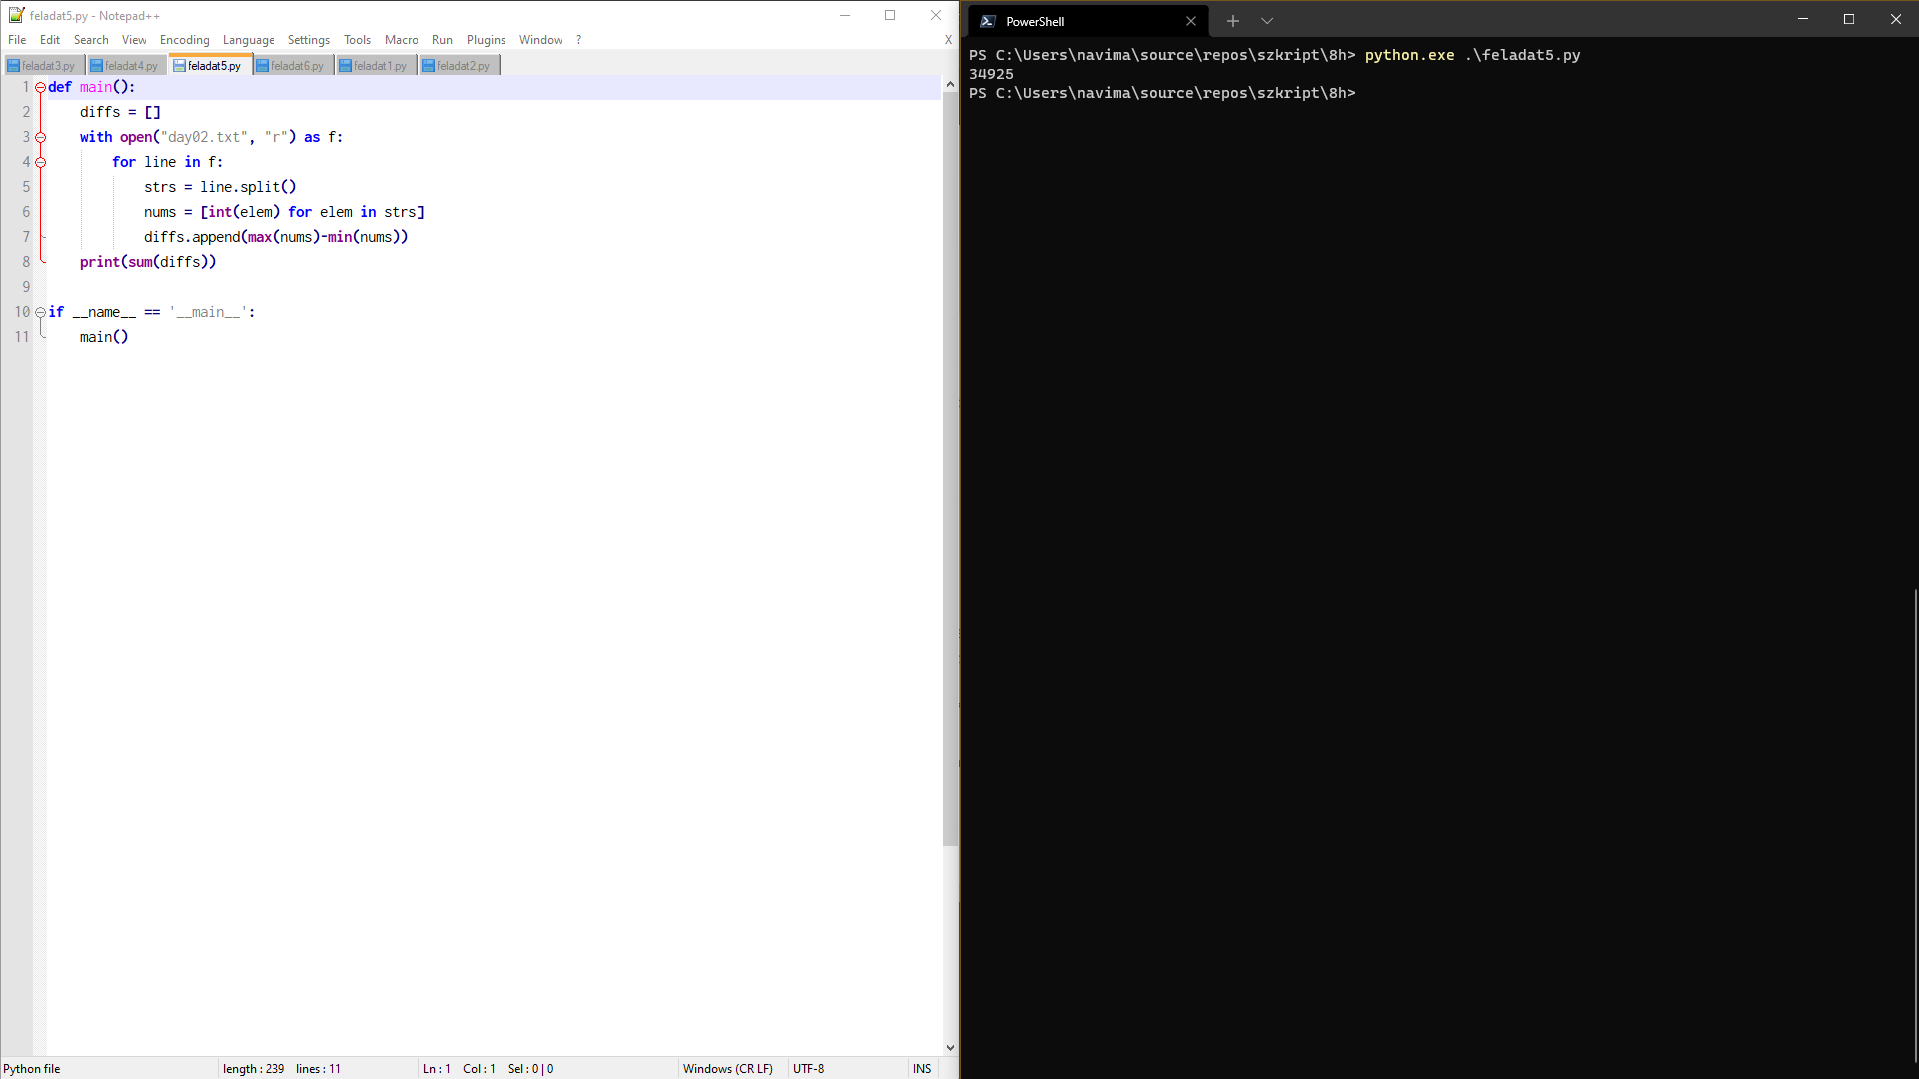 feladat5.py - Notepad++
File Edit Search View Encoding Language Settings Tools Macro Run Plugins Window ? X
feladat3.py feladat4.py feladat5.py feladat6.py feladat1.py feladat2.py
1 def main():
2 diffs = []
3 with open("day02.txt", "r") as f:
4 for line in f:
5 strs = line.split()
6 nums = [int(elem) for elem in strs]
7 diffs.append(max(nums)-min(nums))
8 print(sum(diffs))
9
10 if __name__ == '__main__':
11 main()
Python file length : 239 lines : 11 Ln : 1 Col : 1 Sel : 0 | 0 Windows (CR LF) UTF-8 INS
PowerShell
PS C:\Users\navima\source\repos\szkript\8h> python.exe .\feladat5.py
34925
PS C:\Users\navima\source\repos\szkript\8h>